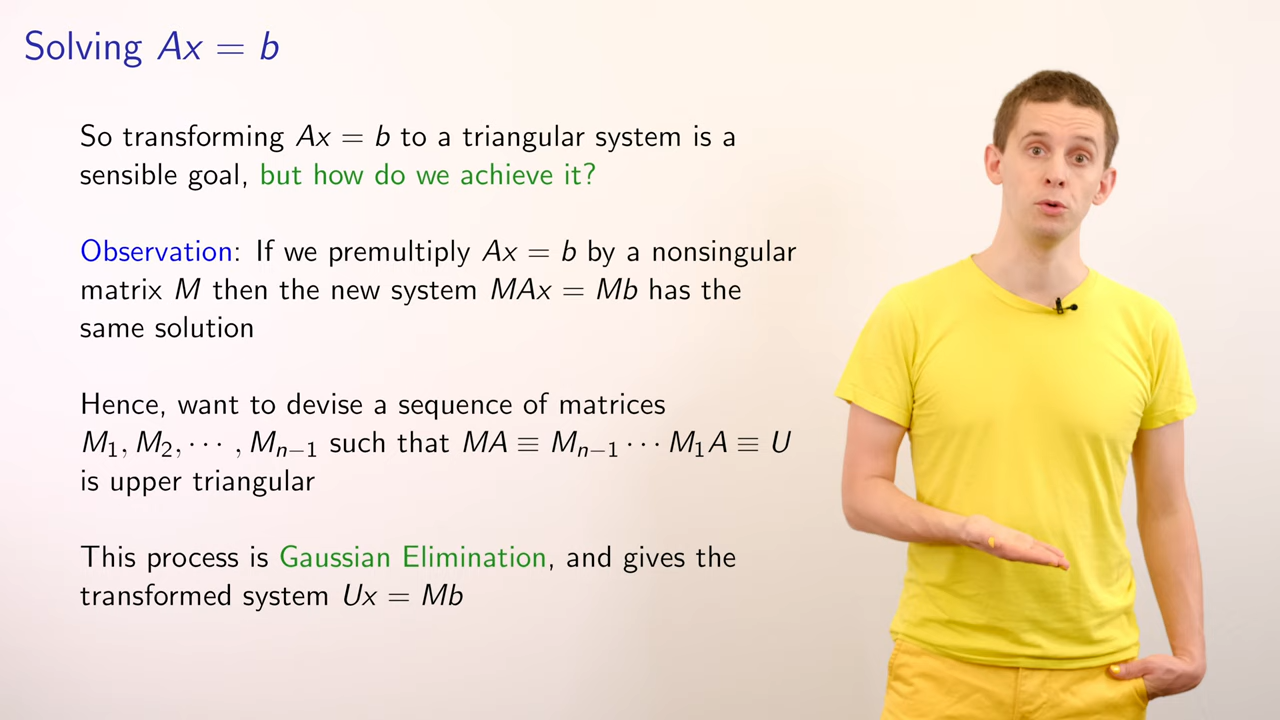 Solving Ax = b
So transforming Ax = b to a triangular system is a
sensible goal, but how do we achieve it?
Observation: If we premultiply Ax = b by a nonsingular
matrix M then the new system MAx = Mb has the
same solution
Hence, want to devise a sequence of matrices
M₁, M₂, ⋯ , Mₙ₋₁ such that MA ≡ Mₙ₋₁ ⋯ M₁A ≡ U
is upper triangular
This process is Gaussian Elimination, and gives the
transformed system Ux = Mb